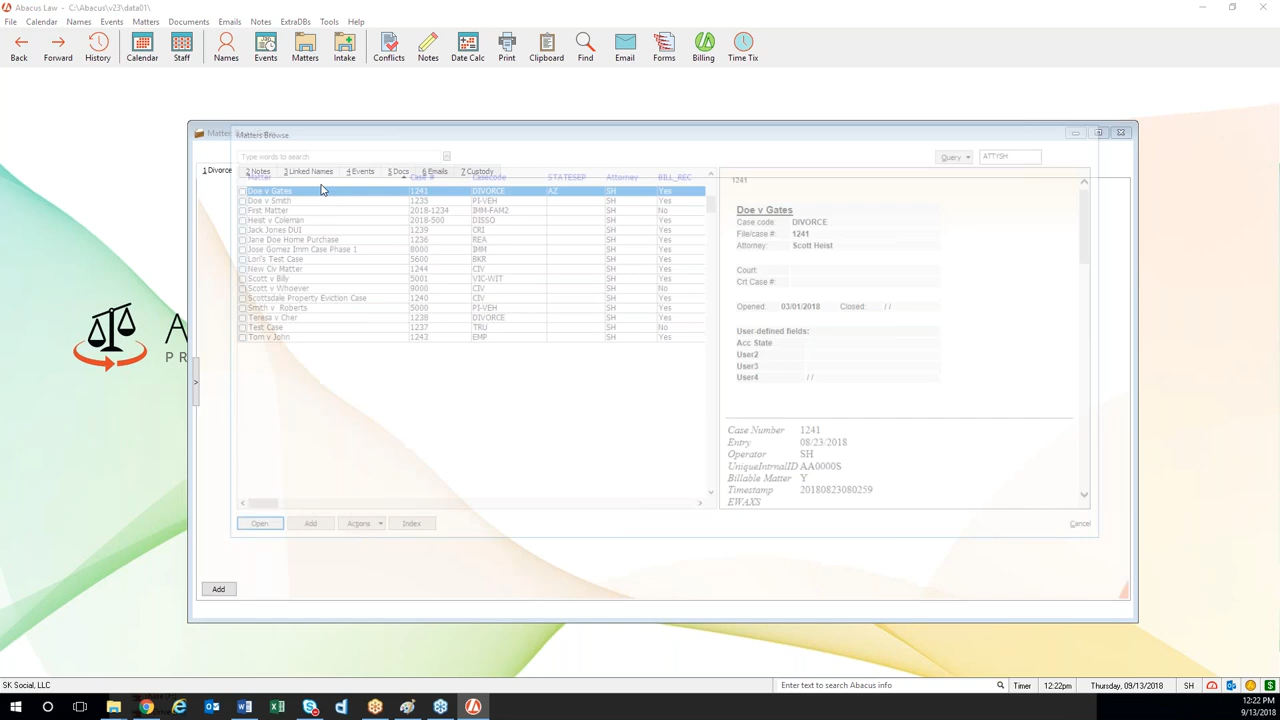 Abacus Law - C:\Abacus\v23\data01\
File Calendar Names Events Matters Documents Emails Notes ExtraDBs Tools Help
Back Forward History Calendar Staff Names Events Matters Intake Conflicts Notes Date Calc Print Clipboard Find Email Forms Billing Time Tix
Matters Browse
Type words to search
Query ATTYSH
1 Divorce 2 Notes 3 Linked Names 4 Events 5 Docs 6 Emails 7 Custody
Matter Case # Casecode STATESEP Attorney BILL_REC
Doe v Gates 1241 DIVORCE AZ SH Yes
Doe v Smith 1235 PI-VEH SH Yes
First Matter 2018-1234 IMM-FAM2 SH No
Heat v Coleman 2018-500 DISSO SH Yes
Jack Jones DUI 1239 CRI SH Yes
Jane Doe Home Purchase 1236 REA SH Yes
Jose Gomez Imm Case Phase 1 8000 IMM SH Yes
Lori's Test Case 5600 BKR SH Yes
New Civ Matter 1244 CIV SH Yes
Scott v Billy 5001 VIC-WIT SH Yes
Scott v Whoever 9000 CIV SH No
Scottsdale Property Eviction Case 1240 CIV SH Yes
Smith v Roberts 5000 PI-VEH SH Yes
Teresa v Cher 1238 DIVORCE SH Yes
Test Case 1237 TRU SH No
Tom v John 1243 EMP SH Yes
1241
Doe v Gates
Case code: DIVORCE
File/case #: 1241
Attorney: Scott Heist
Court
Crt Case #:
Opened: 03/01/2018 Closed: / /
User-defined fields:
Acc State
User2
User3
User4 / /
Case Number 1241
Entry 08/23/2018
Operator SH
UniqueIntrnalID AA0000S
Billable Matter Y
Timestamp 20180823080259
EWAXS
Open Add Actions Index Cancel
A
PR
>
Add
SK Social, LLC
Enter text to search Abacus info
Timer 12:22pm Thursday, 09/13/2018 SH
12:22 PM
9/13/2018